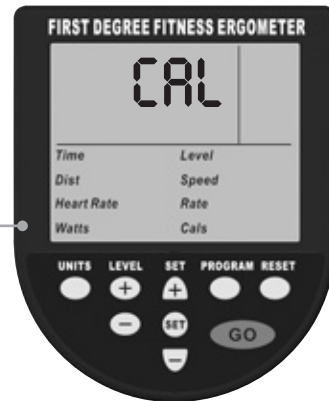 FIRST DEGREE FITNESS ERGOMETER
CAL
Time Level
Dist Speed
Heart Rate Rate
Watts Cals
UNITS LEVEL SET PROGRAM RESET
+ +
− SET GO
−